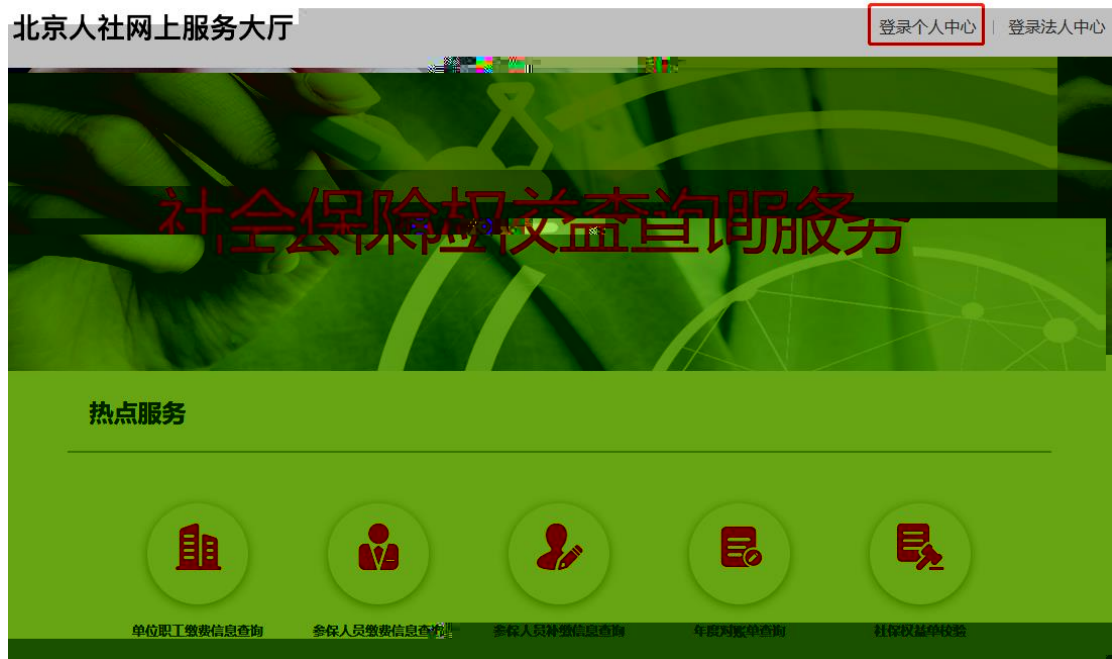 北京人社网上服务大厅
登录个人中心 | 登录法人中心
社会保险权益查询服务
热点服务
单位职工缴费信息查询
参保人员缴费信息查询
参保人员补缴信息查询
年度对账单查询
社保权益单校验